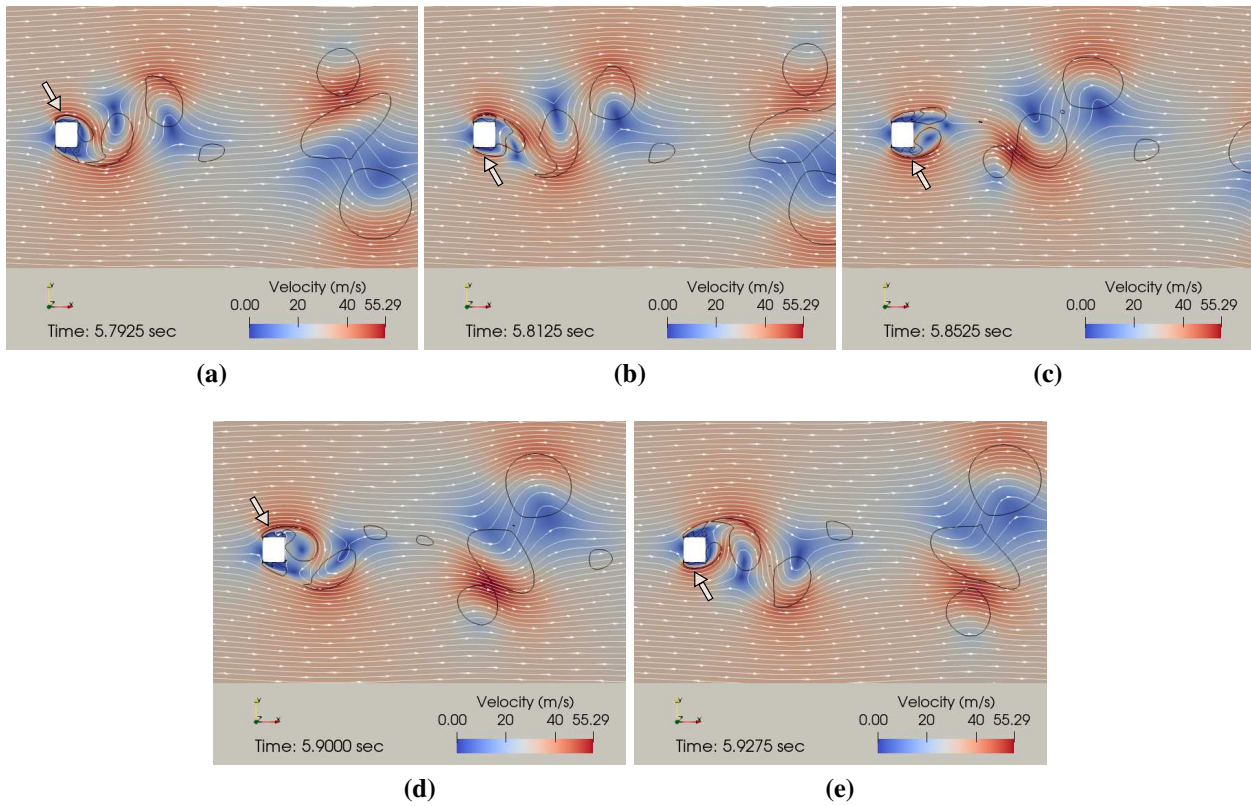 Velocity (m/s)
0.00 20 40 55.29
Y
Z X
Time: 5.7925 sec
(a)
Velocity (m/s)
0.00 20 40 55.29
Y
Z X
Time: 5.8125 sec
(b)
Velocity (m/s)
0.00 20 40 55.29
Y
Z X
Time: 5.8525 sec
(c)
Velocity (m/s)
0.00 20 40 55.29
Y
Z X
Time: 5.9000 sec
(d)
Velocity (m/s)
0.00 20 40 55.29
Y
Z X
Time: 5.9275 sec
(e)